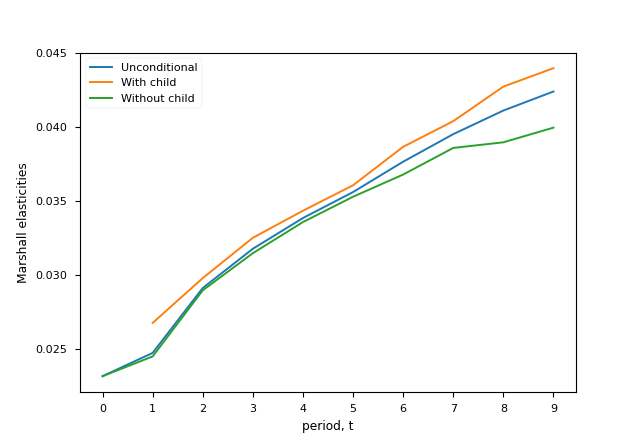 0.045
0.040
0.035
0.030
0.025
Marshall elasticities
Unconditional
With child
Without child
0 1 2 3 4 5 6 7 8 9
period, t